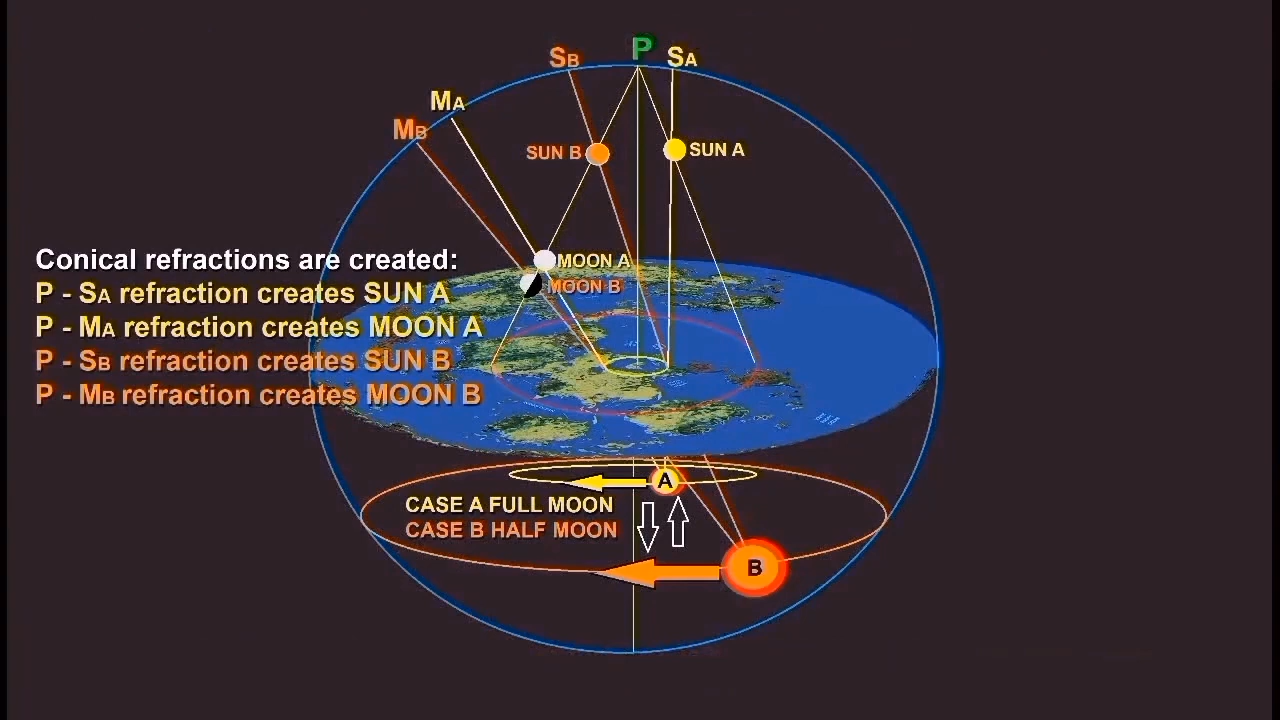 P
SB
SA
MA
MB
SUN B
SUN A
MOON A
MOON B
Conical refractions are created:
P - SA refraction creates SUN A
P - MA refraction creates MOON A
P - SB refraction creates SUN B
P - MB refraction creates MOON B
A
CASE A FULL MOON
CASE B HALF MOON
B